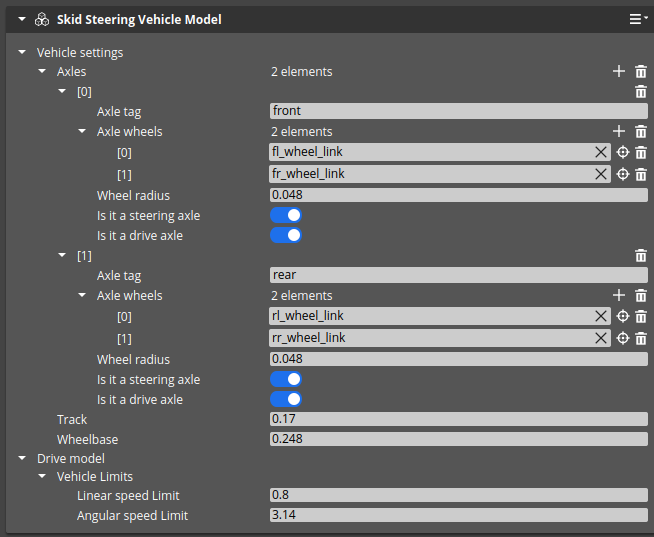 Skid Steering Vehicle Model
Vehicle settings
Axles 2 elements
[0]
Axle tag front
Axle wheels 2 elements
[0] fl_wheel_link
[1] fr_wheel_link
Wheel radius 0.048
Is it a steering axle
Is it a drive axle
[1]
Axle tag rear
Axle wheels 2 elements
[0] rl_wheel_link
[1] rr_wheel_link
Wheel radius 0.048
Is it a steering axle
Is it a drive axle
Track 0.17
Wheelbase 0.248
Drive model
Vehicle Limits
Linear speed Limit 0.8
Angular speed Limit 3.14